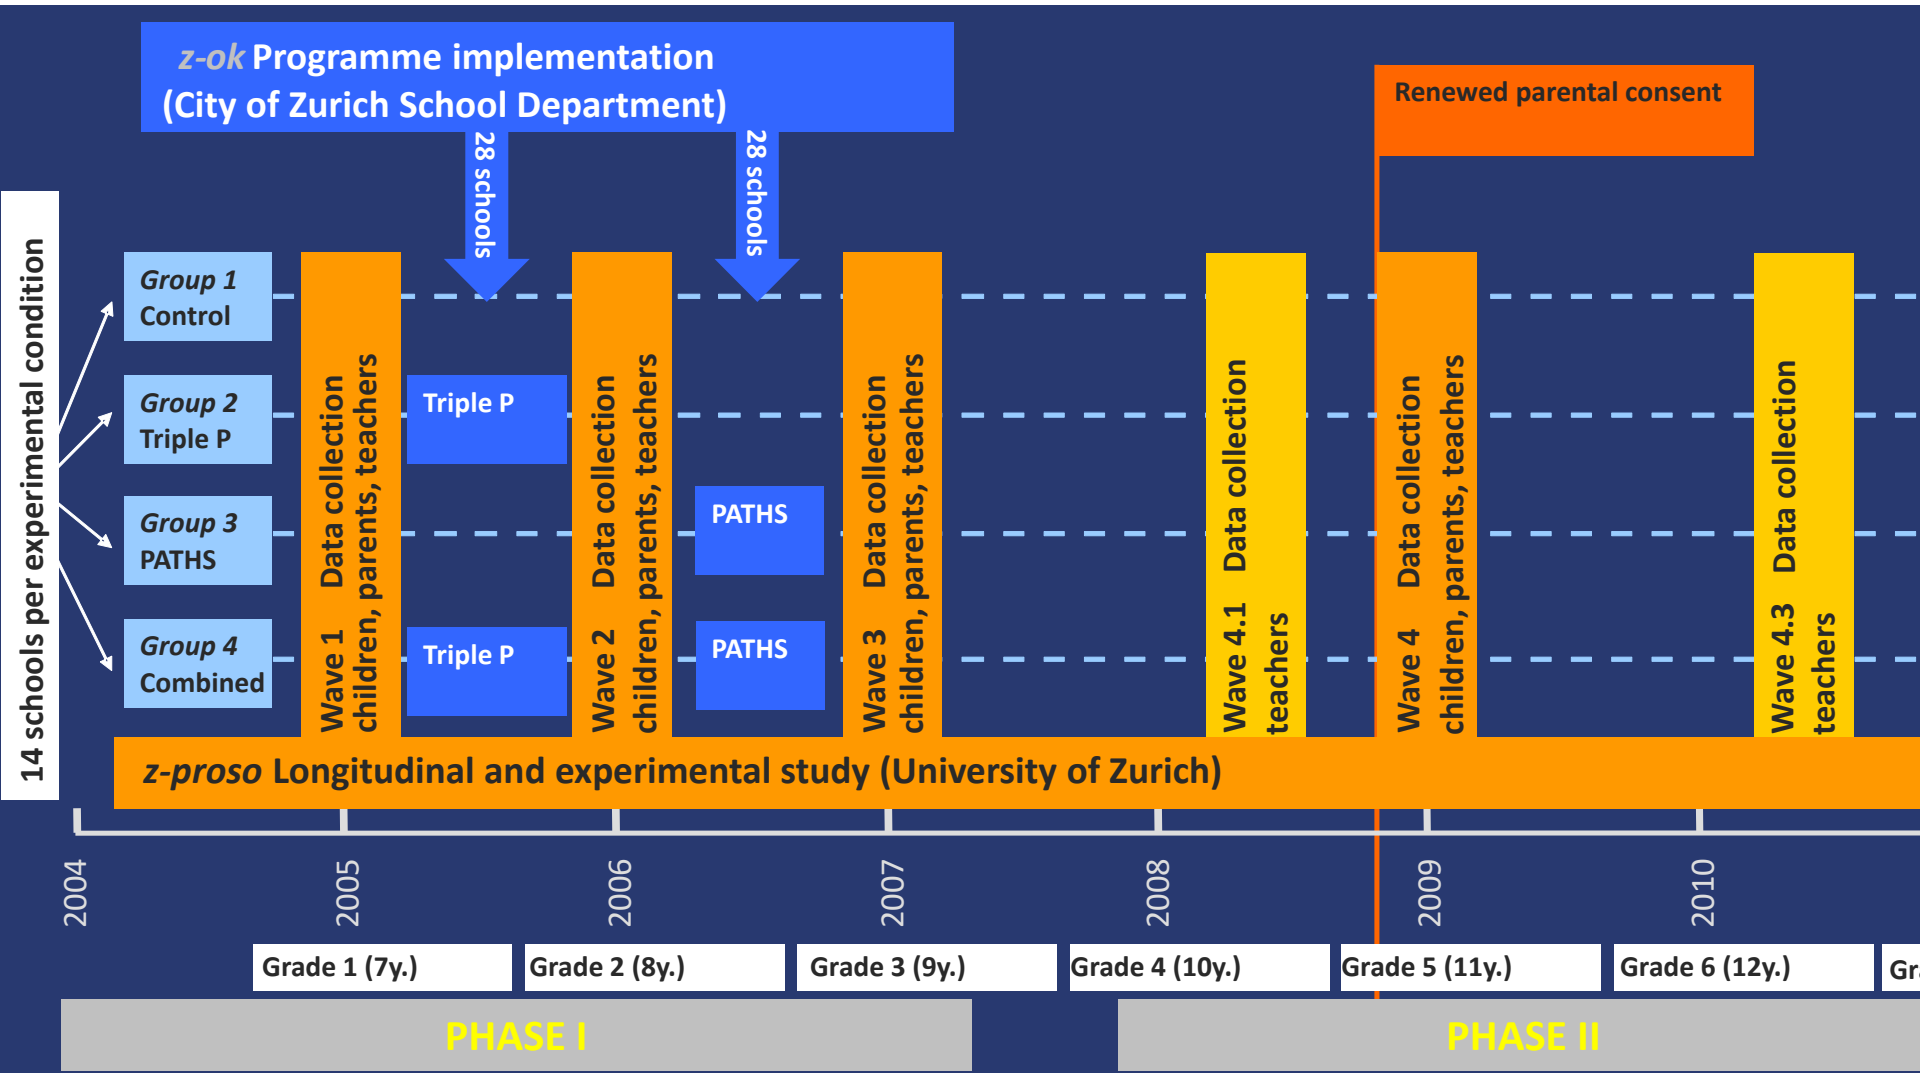 z-ok Programme implementation
(City of Zurich School Department)
Renewed parental consent
28 schools
28 schools
14 schools per experimental condition
Group 1
Control
Group 2
Triple P
Group 3
PATHS
Group 4
Combined
Wave 1 Data collection
children, parents, teachers
Triple P
Triple P
Wave 2 Data collection
children, parents, teachers
PATHS
PATHS
Wave 3 Data collection
children, parents, teachers
Wave 4.1 Data collection
teachers
Wave 4 Data collection
children, parents, teachers
Wave 4.3 Data collection
teachers
z-proso Longitudinal and experimental study (University of Zurich)
2004
2005
2006
2007
2008
2009
2010
Grade 1 (7y.)
Grade 2 (8y.)
Grade 3 (9y.)
Grade 4 (10y.)
Grade 5 (11y.)
Grade 6 (12y.)
PHASE I
PHASE II